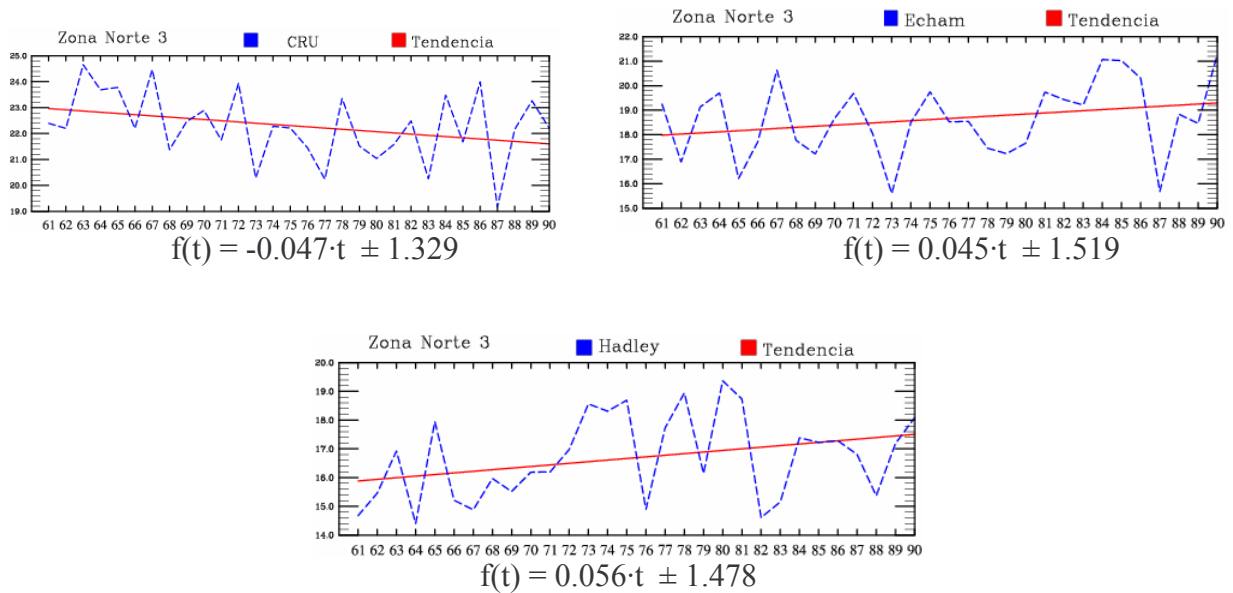 Zona Norte 3 CRU Tendencia
25.0
24.0
23.0
22.0
21.0
20.0
19.0
61 62 63 64 65 66 67 68 69 70 71 72 73 74 75 76 77 78 79 80 81 82 83 84 85 86 87 88 89 90
f(t) = -0.047·t ± 1.329
Zona Norte 3 Echam Tendencia
22.0
21.0
20.0
19.0
18.0
17.0
16.0
15.0
61 62 63 64 65 66 67 68 69 70 71 72 73 74 75 76 77 78 79 80 81 82 83 84 85 86 87 88 89 90
f(t) = 0.045·t ± 1.519
Zona Norte 3 Hadley Tendencia
20.0
19.0
18.0
17.0
16.0
15.0
14.0
61 62 63 64 65 66 67 68 69 70 71 72 73 74 75 76 77 78 79 80 81 82 83 84 85 86 87 88 89 90
f(t) = 0.056·t ± 1.478